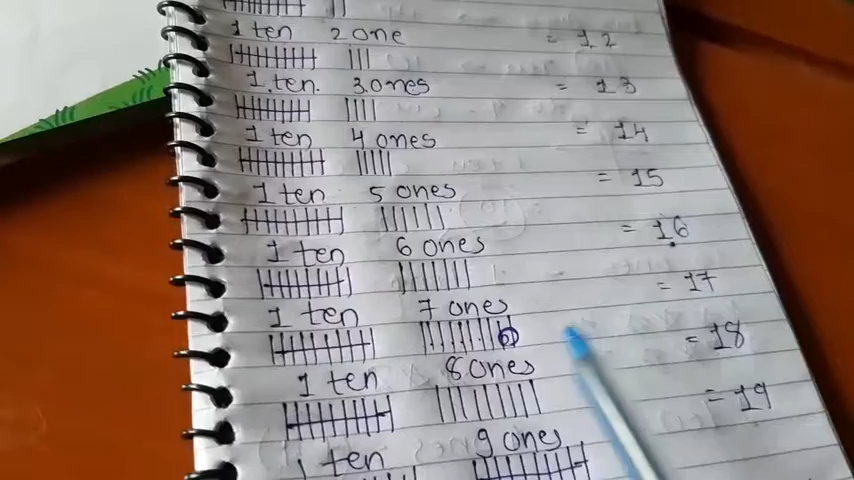 1 ten 2 one = 12
1 ten. 3 ones = 13
1 ten 4 ones = 14
1 ten 5 ones = 15
1 ten 6 ones = 16
1 ten 7 ones = 17
1 ten 8 ones = 18
1 ten 9 ones = 19